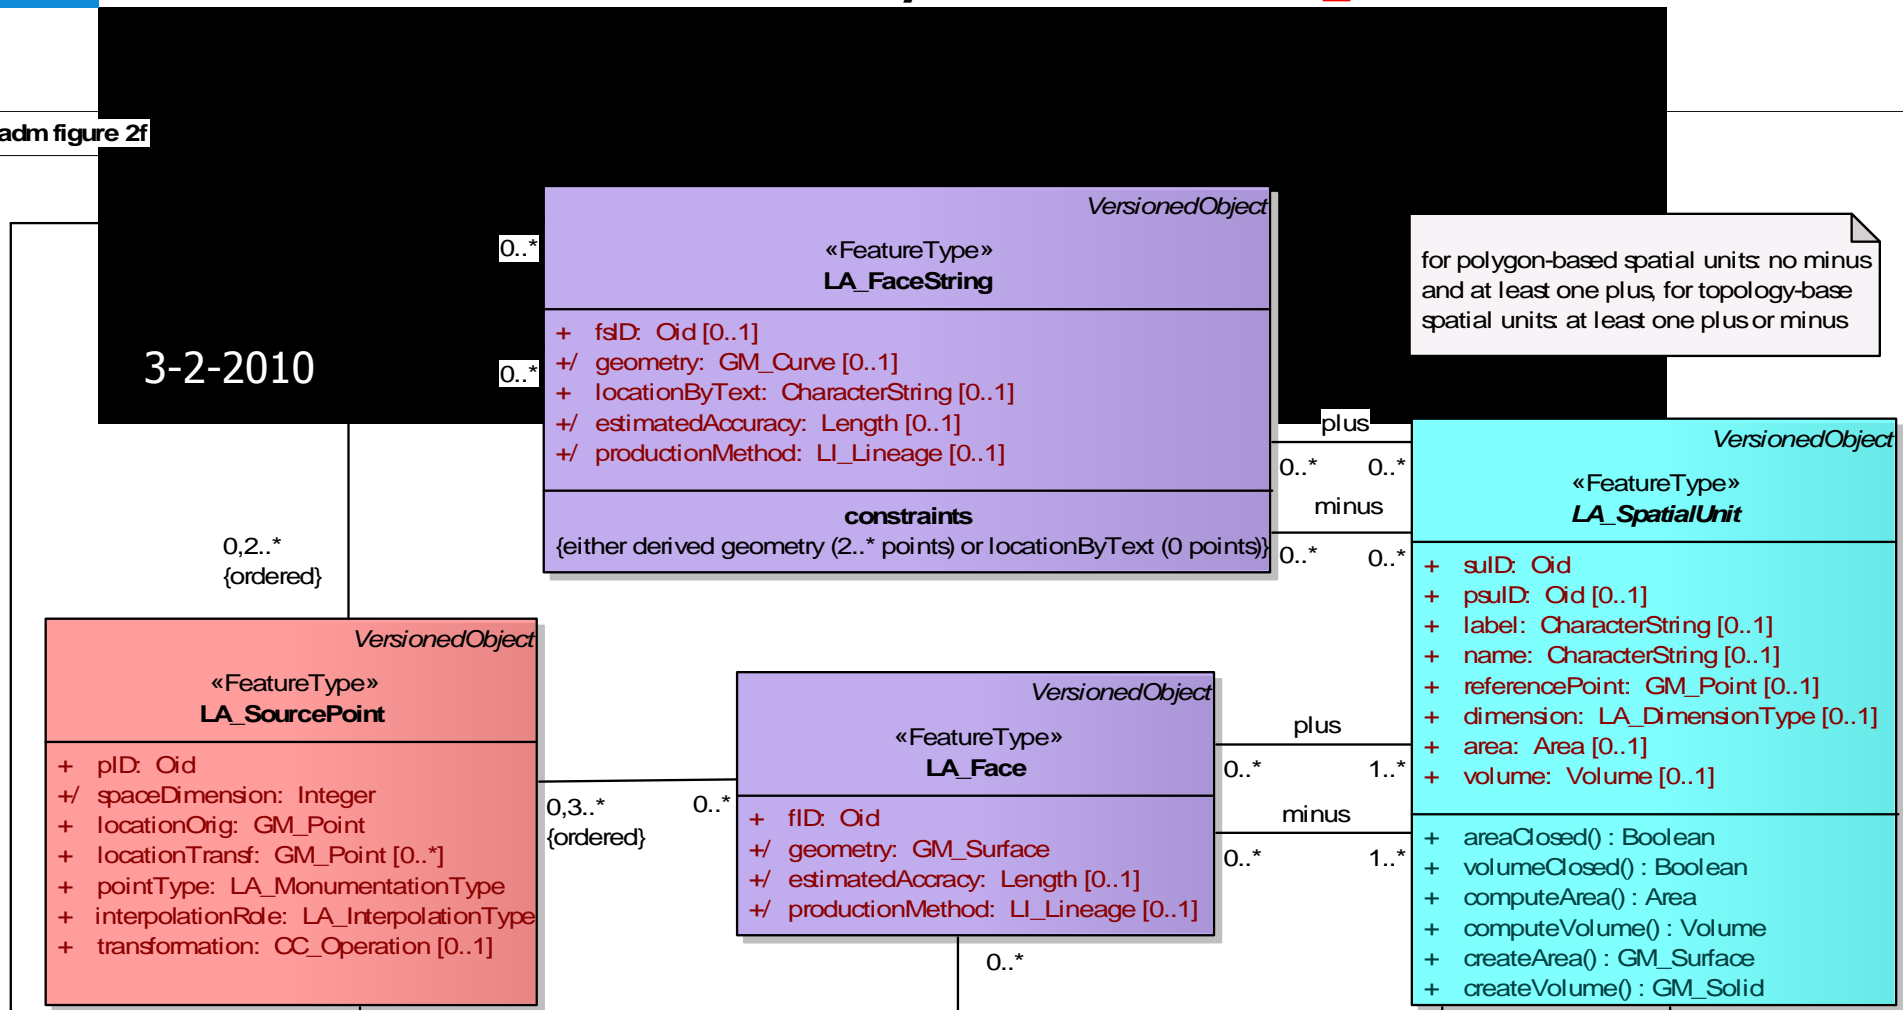 adm figure 2f
3-2-2010
VersionedObject
«FeatureType»
LA_FaceString
+ fsID: Oid [0..1]
+/ geometry: GM_Curve [0..1]
+ locationByText: CharacterString [0..1]
+/ estimatedAccuracy: Length [0..1]
+/ productionMethod: LI_Lineage [0..1]
constraints
{either derived geometry (2..* points) or locationByText (0 points)}
0..*
0..*
for polygon-based spatial units: no minus
and at least one plus, for topology-base
spatial units: at least one plus or minus
plus
0..* 0..*
minus
0..* 0..*
VersionedObject
«FeatureType»
LA_SpatialUnit
+ suID: Oid
+ psuID: Oid [0..1]
+ label: CharacterString [0..1]
+ name: CharacterString [0..1]
+ referencePoint: GM_Point [0..1]
+ dimension: LA_DimensionType [0..1]
+ area: Area [0..1]
+ volume: Volume [0..1]
+ areaClosed() : Boolean
+ volumeClosed() : Boolean
+ computeArea() : Area
+ computeVolume() : Volume
+ createArea() : GM_Surface
+ createVolume() : GM_Solid
0,2..*
{ordered}
VersionedObject
«FeatureType»
LA_SourcePoint
+ pID: Oid
+/ spaceDimension: Integer
+ locationOrig: GM_Point
+ locationTransf: GM_Point [0..*]
+ pointType: LA_MonumentationType
+ interpolationRole: LA_InterpolationType
+ transformation: CC_Operation [0..1]
0,3..* 0..*
{ordered}
VersionedObject
«FeatureType»
LA_Face
+ fID: Oid
+/ geometry: GM_Surface
+/ estimatedAccracy: Length [0..1]
+/ productionMethod: LI_Lineage [0..1]
plus
0..* 1..*
minus
0..* 1..*
0..*